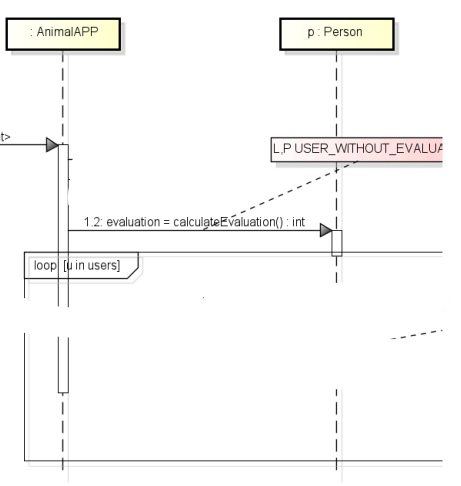 : AnimalAPP
p : Person
t>
L,P USER_WITHOUT_EVALUA
1.2: evaluation = calculateEvaluation() : int
loop [u in users]